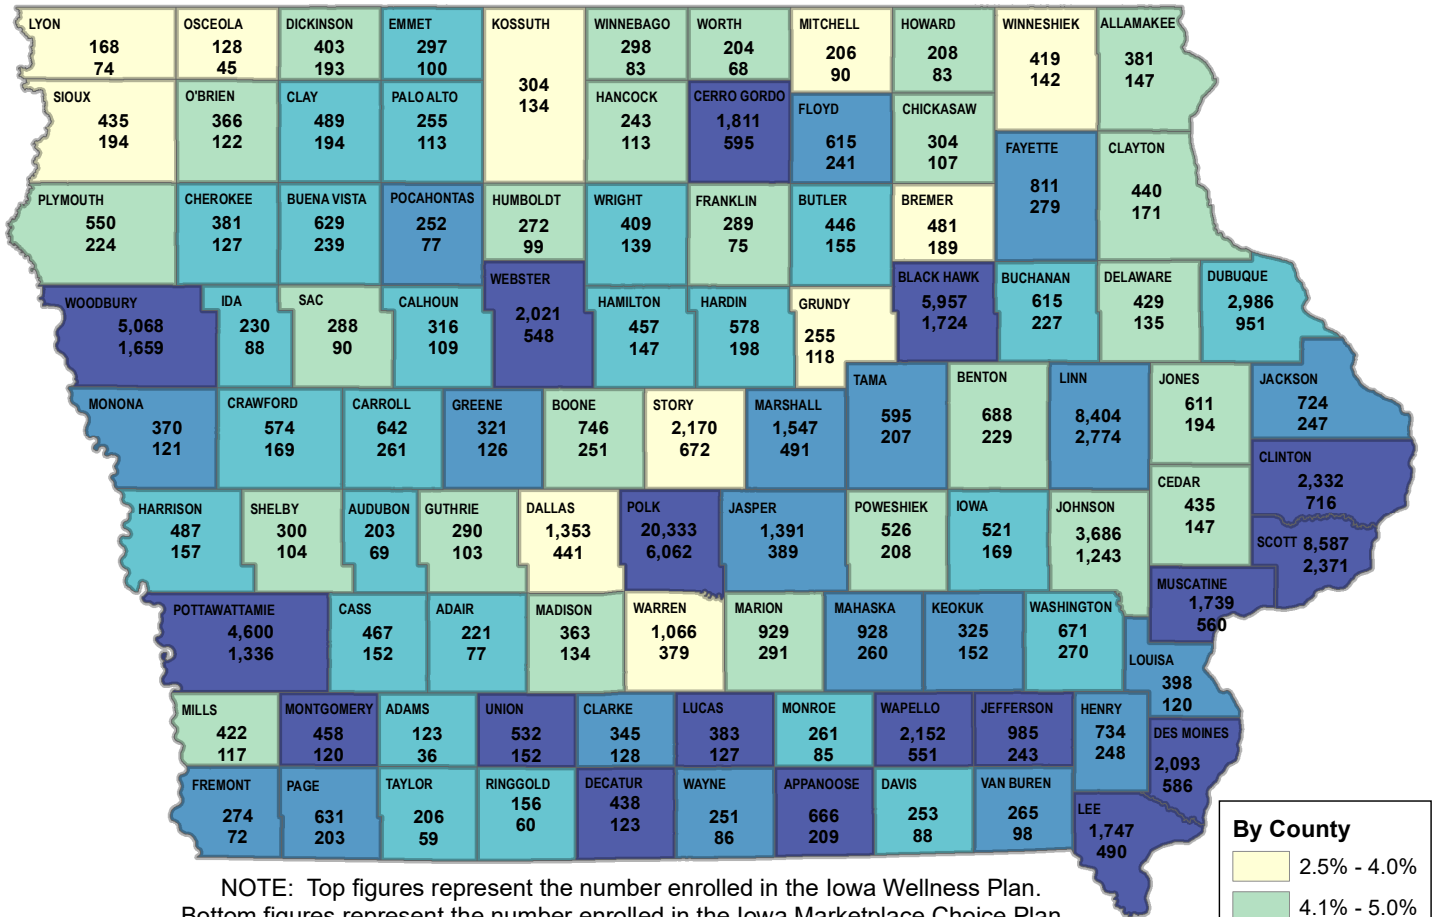 LYON
168
74
OSCEOLA
128
45
DICKINSON
403
193
EMMET
297
100
KOSSUTH
304
134
WINNEBAGO
298
83
WORTH
204
68
MITCHELL
206
90
HOWARD
208
83
WINNESHIEK
419
142
ALLAMAKEE
381
147
SIOUX
435
194
O'BRIEN
366
122
CLAY
489
194
PALO ALTO
255
113
HANCOCK
243
113
CERRO GORDO
1,811
595
FLOYD
615
241
CHICKASAW
304
107
FAYETTE
811
279
CLAYTON
440
171
PLYMOUTH
550
224
CHEROKEE
381
127
BUENA VISTA
629
239
POCAHONTAS
252
77
HUMBOLDT
272
99
WRIGHT
409
139
FRANKLIN
289
75
BUTLER
446
155
BREMER
481
189
WOODBURY
5,068
1,659
IDA
230
88
SAC
288
90
CALHOUN
316
109
WEBSTER
2,021
548
HAMILTON
457
147
HARDIN
578
198
GRUNDY
255
118
BLACK HAWK
5,957
1,724
BUCHANAN
615
227
DELAWARE
429
135
DUBUQUE
2,986
951
MONONA
370
121
CRAWFORD
574
169
CARROLL
642
261
GREENE
321
126
BOONE
746
251
STORY
2,170
672
MARSHALL
1,547
491
TAMA
595
207
BENTON
688
229
LINN
8,404
2,774
JONES
611
194
JACKSON
724
247
CLINTON
2,332
716
HARRISON
487
157
SHELBY
300
104
AUDUBON
203
69
GUTHRIE
290
103
DALLAS
1,353
441
POLK
20,333
6,062
JASPER
1,391
389
POWESHIEK
526
208
IOWA
521
169
JOHNSON
3,686
1,243
CEDAR
435
147
SCOTT 8,587
2,371
MUSCATINE
1,739
560
POTTAWATTAMIE
4,600
1,336
CASS
467
152
ADAIR
221
77
MADISON
363
134
WARREN
1,066
379
MARION
929
291
MAHASKA
928
260
KEOKUK
325
152
WASHINGTON
671
270
LOUISA
398
120
MILLS
422
117
MONTGOMERY
458
120
ADAMS
123
36
UNION
532
152
CLARKE
345
128
LUCAS
383
127
MONROE
261
85
WAPELLO
2,152
551
JEFFERSON
985
243
HENRY
734
248
DES MOINES
2,093
586
FREMONT
274
72
PAGE
631
203
TAYLOR
206
59
RINGGOLD
156
60
DECATUR
438
123
WAYNE
251
86
APPANOOSE
666
209
DAVIS
253
88
VAN BUREN
265
98
LEE
1,747
490
By County
2.5% - 4.0%
4.1% - 5.0%
NOTE: Top figures represent the number enrolled in the Iowa Wellness Plan.
Bottom figures represent the number enrolled in the Iowa Marketplace Choice Plan